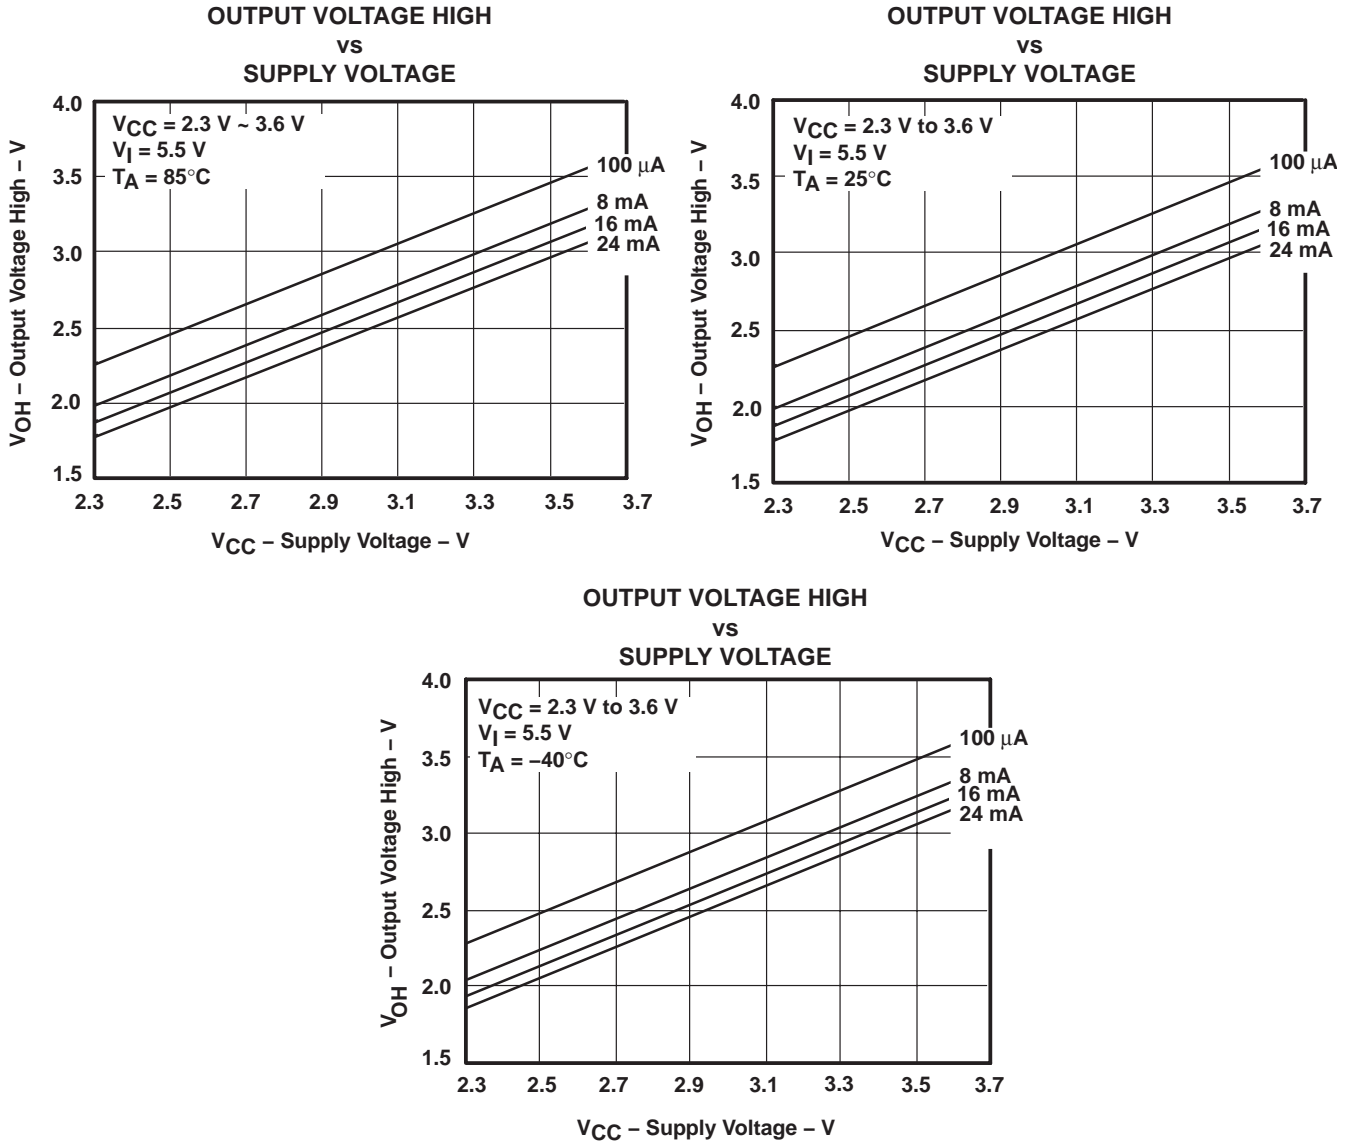 OUTPUT VOLTAGE HIGH
vs
SUPPLY VOLTAGE
4.0
3.5
3.0
2.5
2.0
1.5
VOH – Output Voltage High – V
VCC = 2.3 V ~ 3.6 V
VI = 5.5 V
TA = 85°C
100 μA
8 mA
16 mA
24 mA
2.3 2.5 2.7 2.9 3.1 3.3 3.5 3.7
VCC – Supply Voltage – V
OUTPUT VOLTAGE HIGH
vs
SUPPLY VOLTAGE
4.0
3.5
3.0
2.5
2.0
1.5
VOH – Output Voltage High – V
VCC = 2.3 V to 3.6 V
VI = 5.5 V
TA = 25°C
100 μA
8 mA
16 mA
24 mA
2.3 2.5 2.7 2.9 3.1 3.3 3.5 3.7
VCC – Supply Voltage – V
OUTPUT VOLTAGE HIGH
vs
SUPPLY VOLTAGE
4.0
3.5
3.0
2.5
2.0
1.5
VOH – Output Voltage High – V
VCC = 2.3 V to 3.6 V
VI = 5.5 V
TA = –40°C
100 μA
8 mA
16 mA
24 mA
2.3 2.5 2.7 2.9 3.1 3.3 3.5 3.7
VCC – Supply Voltage – V